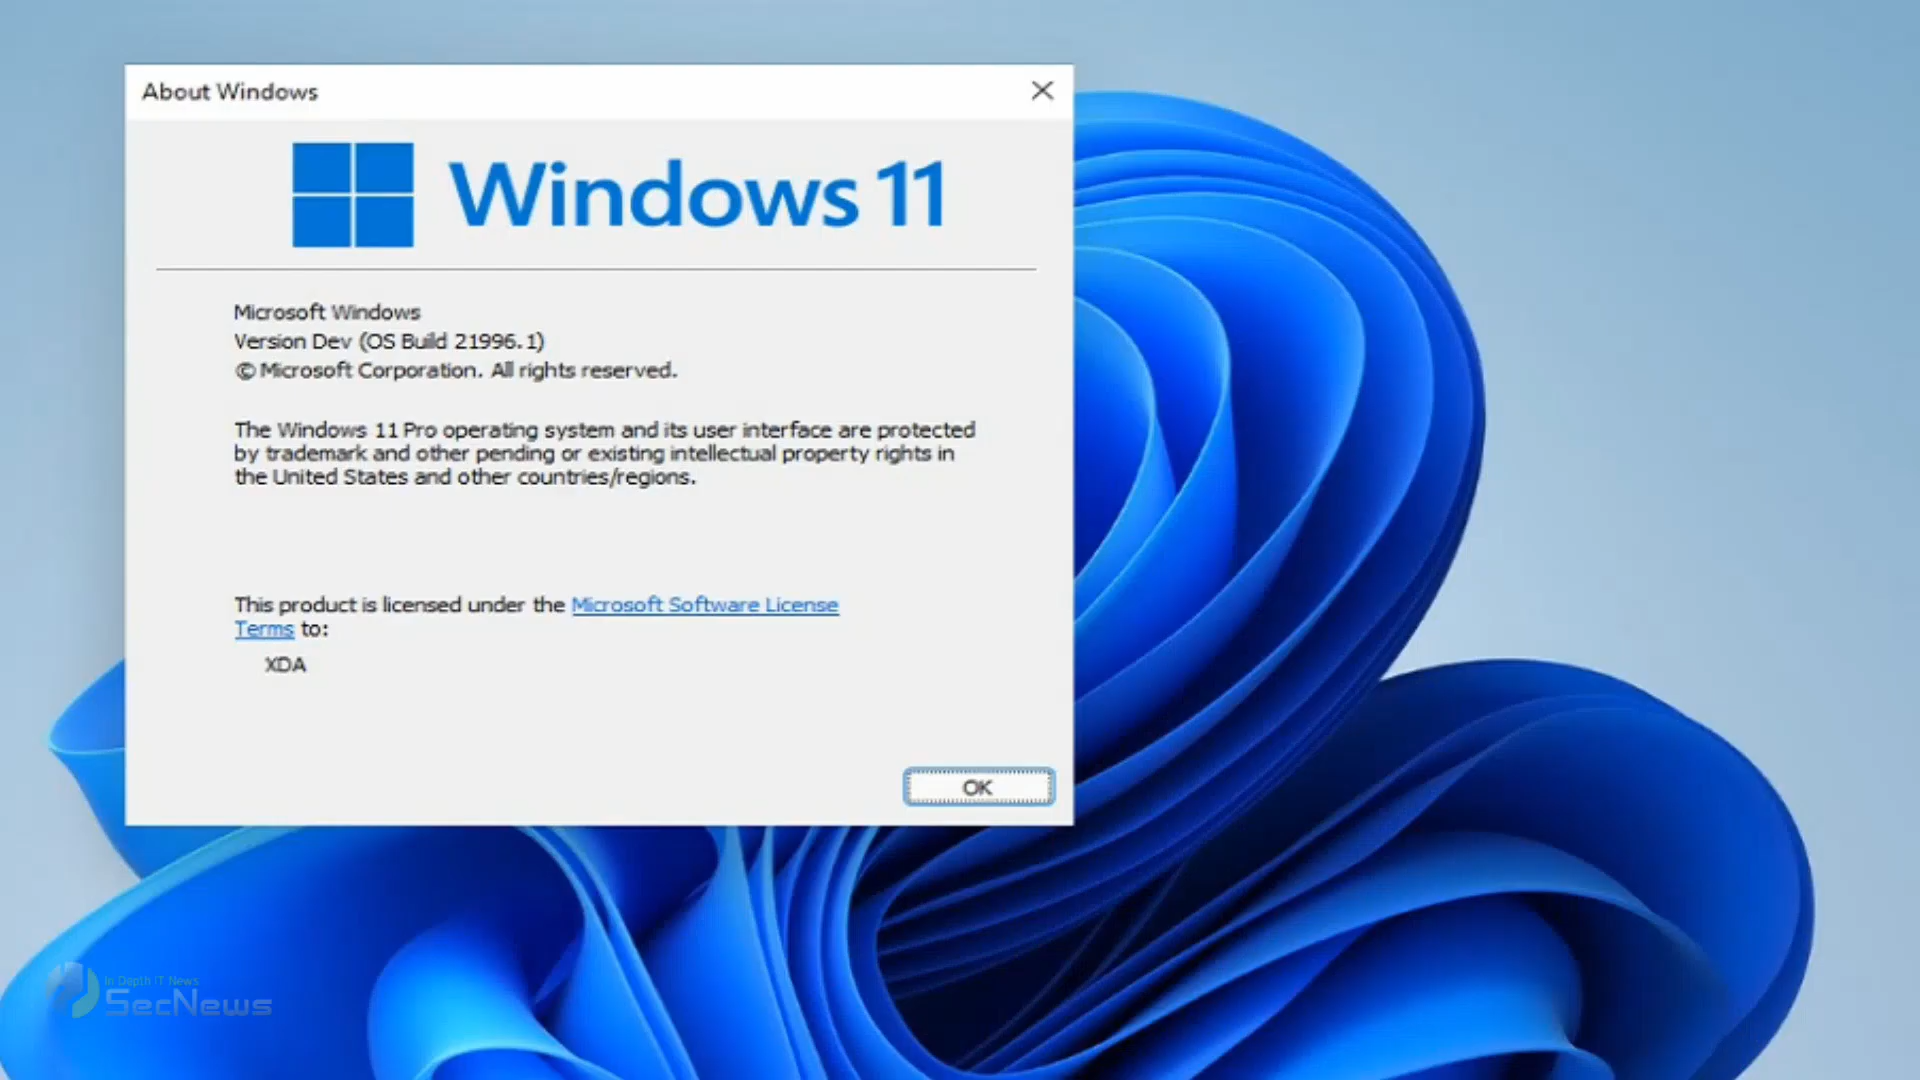 About Windows
Windows 11
Microsoft Windows
Version Dev (OS Build 21996.1)
© Microsoft Corporation. All rights reserved.
The Windows 11 Pro operating system and its user interface are protected
by trademark and other pending or existing intellectual property rights in
the United States and other countries/regions.
This product is licensed under the Microsoft Software License
Terms to:
XDA
OK
In Depth IT News
SecNews